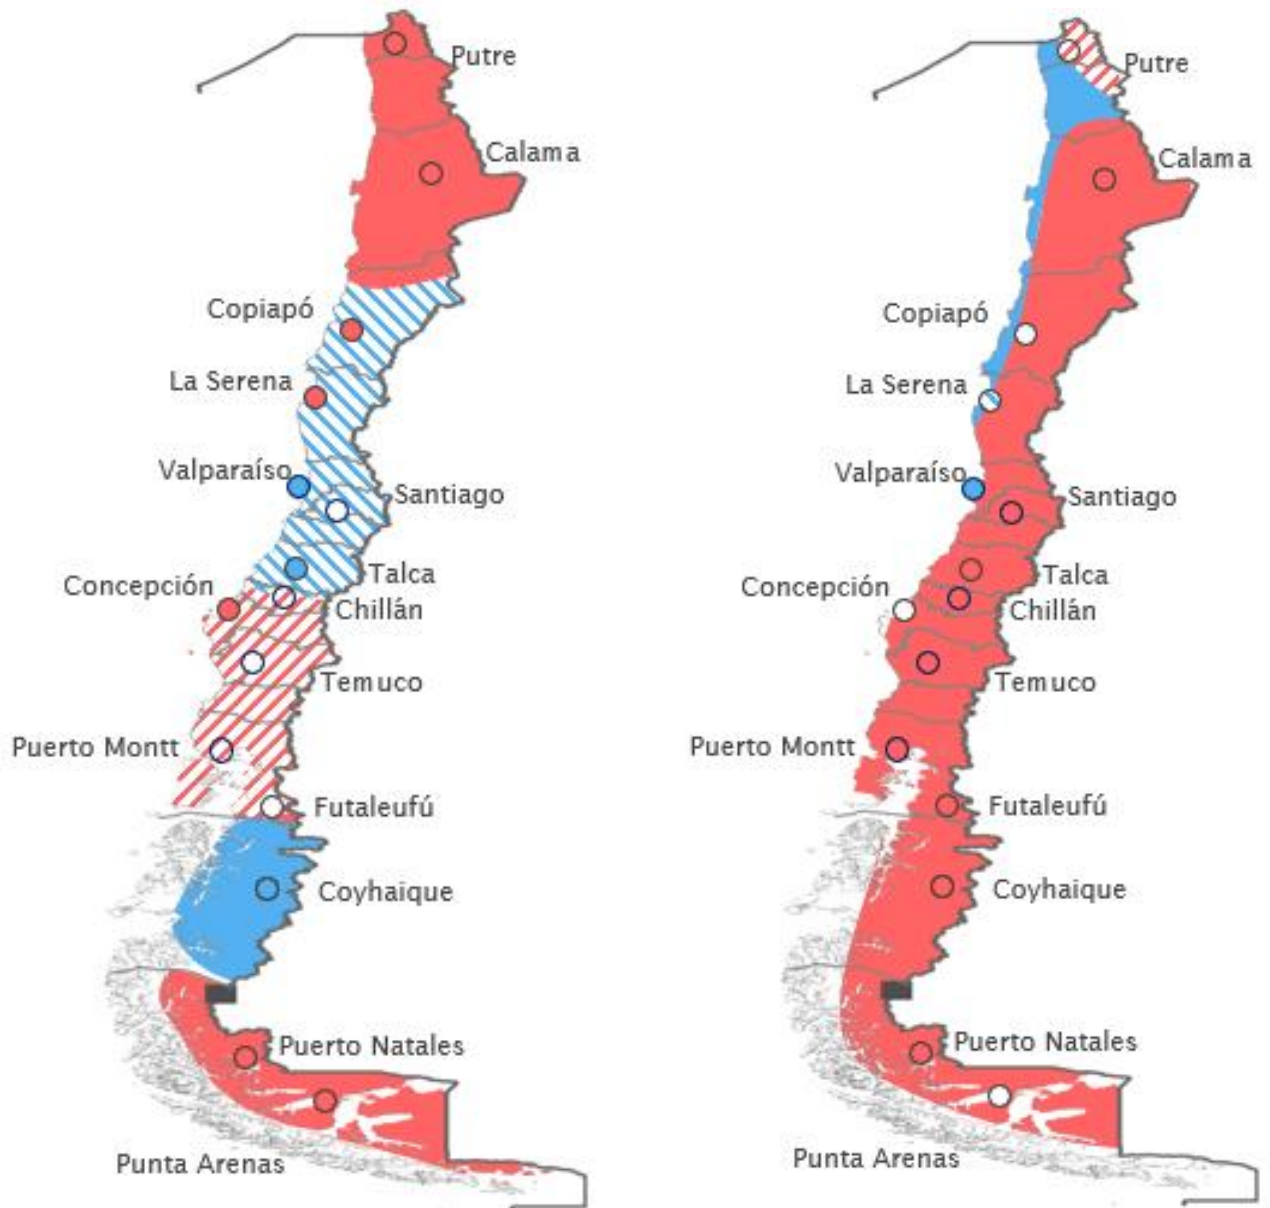 Putre
Calama
Copiapó
La Serena
Valparaíso
Santiago
Talca
Concepción
Chillán
Temuco
Puerto Montt
Futaleufú
Coyhaique
Puerto Natales
Punta Arenas
Putre
Calama
Copiapó
La Serena
Valparaíso
Santiago
Talca
Concepción
Chillán
Temuco
Puerto Montt
Futaleufú
Coyhaique
Puerto Natales
Punta Arenas